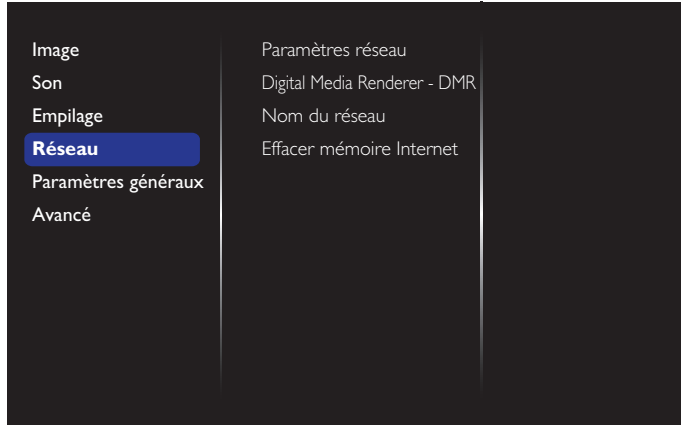 Image
Son
Empilage
Réseau
Paramètres généraux
Avancé
Paramètres réseau
Digital Media Renderer - DMR
Nom du réseau
Effacer mémoire Internet